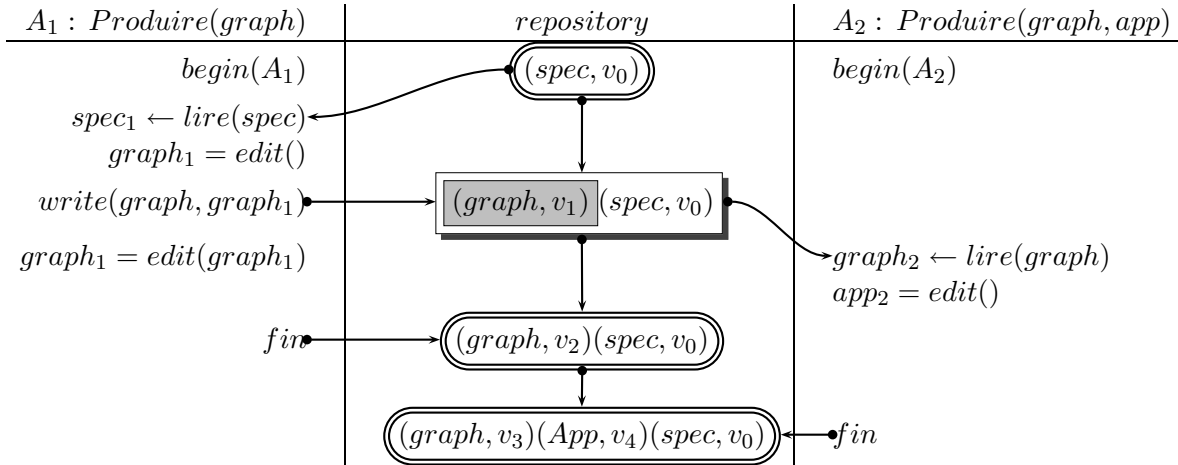 A₁ : Produire(graph) repository A₂ : Produire(graph, app)
begin(A₁) (spec, v₀) begin(A₂)
spec₁ ← lire(spec)
graph₁ = edit()
write(graph, graph₁) (graph, v₁) (spec, v₀)
graph₁ = edit(graph₁) graph₂ ← lire(graph)
app₂ = edit()
fin (graph, v₂)(spec, v₀)
(graph, v₃)(App, v₄)(spec, v₀) fin